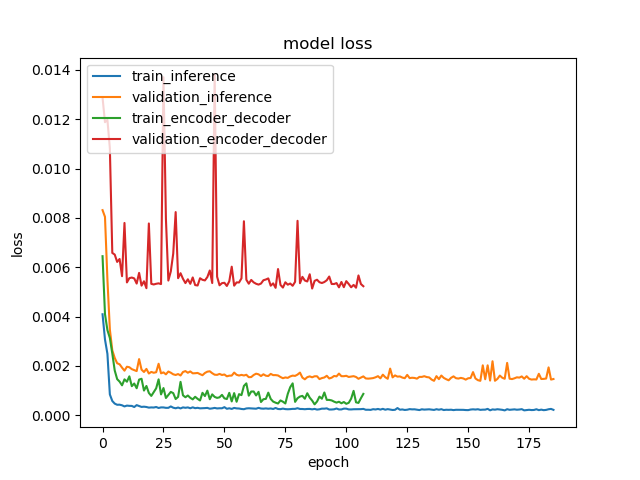 model loss
train_inference
validation_inference
train_encoder_decoder
validation_encoder_decoder
0.014
0.012
0.010
0.008
0.006
0.004
0.002
0.000
loss
0 25 50 75 100 125 150 175
epoch